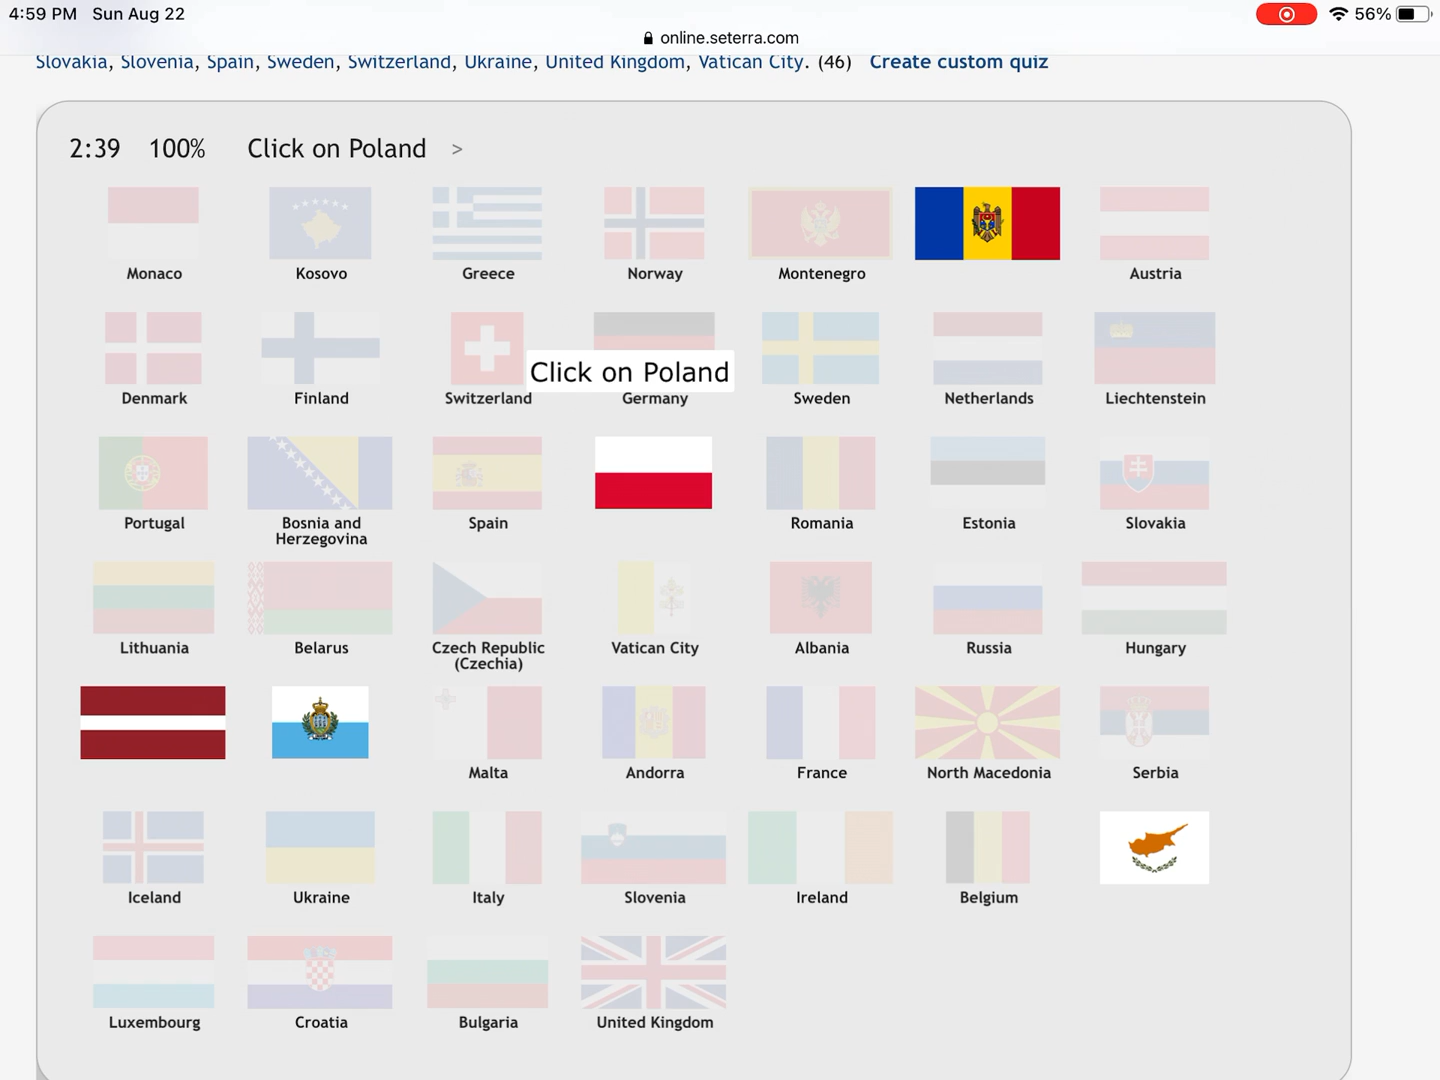 4:59 PM Sun Aug 22
56%
online.seterra.com
Slovakia, Slovenia, Spain, Sweden, Switzerland, Ukraine, United Kingdom, Vatican City. (46) Create custom quiz
2:39 100% Click on Poland >
Monaco Kosovo Greece Norway Montenegro Austria
Click on Poland
Denmark Finland Switzerland Germany Sweden Netherlands Liechtenstein
Portugal Bosnia and Herzegovina Spain Romania Estonia Slovakia
Lithuania Belarus Czech Republic (Czechia) Vatican City Albania Russia Hungary
Malta Andorra France North Macedonia Serbia
Iceland Ukraine Italy Slovenia Ireland Belgium
Luxembourg Croatia Bulgaria United Kingdom